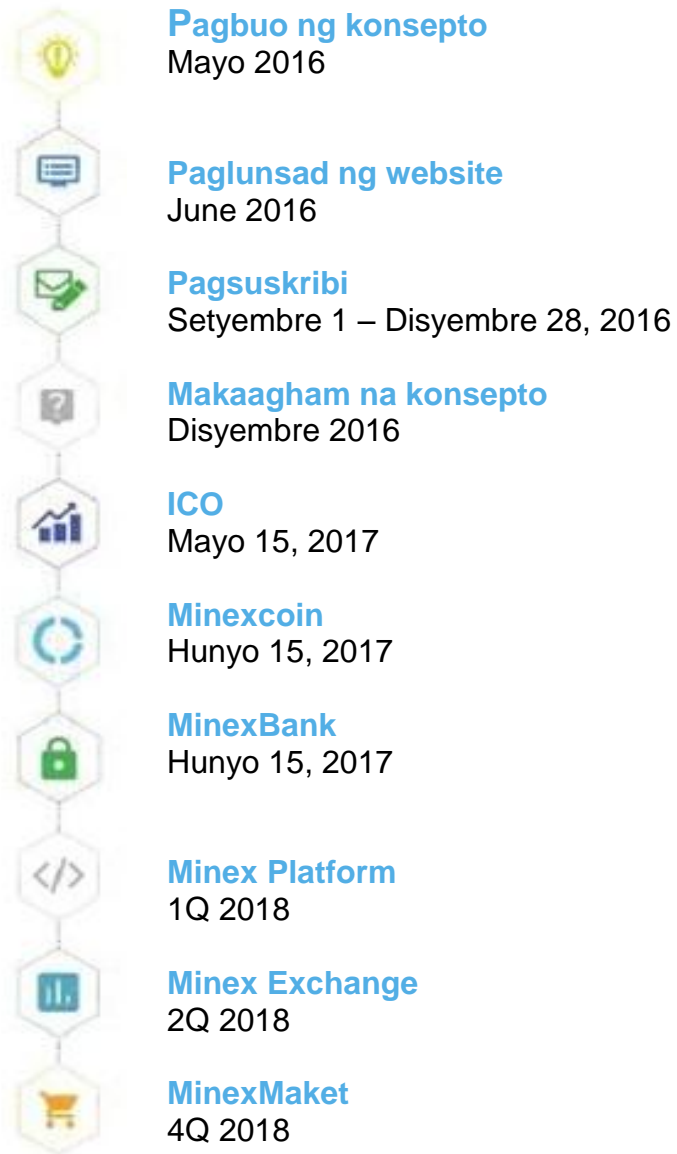 Pagbuo ng konsepto
Mayo 2016
Paglunsad ng website
June 2016
Pagsuskribi
Setyembre 1 – Disyembre 28, 2016
Makaagham na konsepto
Disyembre 2016
ICO
Mayo 15, 2017
Minexcoin
Hunyo 15, 2017
MinexBank
Hunyo 15, 2017
Minex Platform
1Q 2018
Minex Exchange
2Q 2018
MinexMaket
4Q 2018